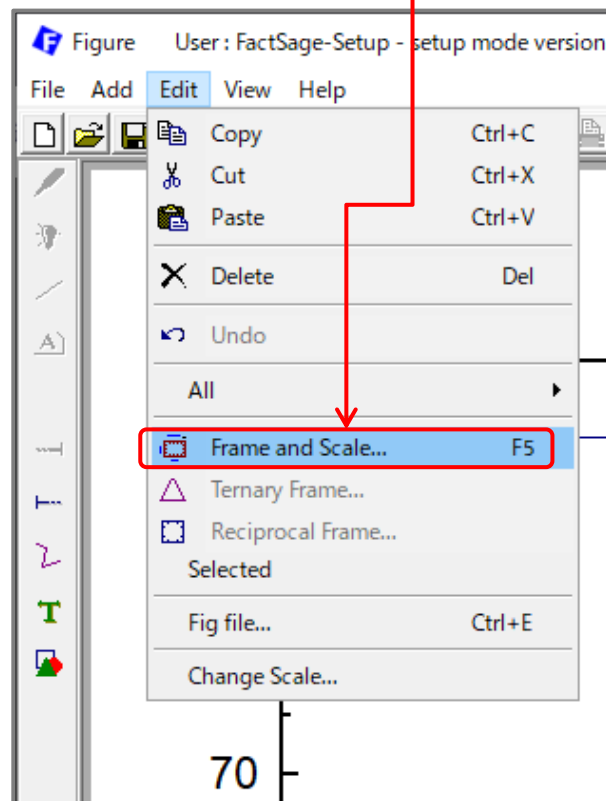 Figure User : FactSage-Setup - setup mode version
File Add Edit View Help
Copy Ctrl+C
Cut Ctrl+X
Paste Ctrl+V
Delete Del
Undo
All
Frame and Scale... F5
Ternary Frame...
Reciprocal Frame...
Selected
Fig file... Ctrl+E
Change Scale...
A
T
70